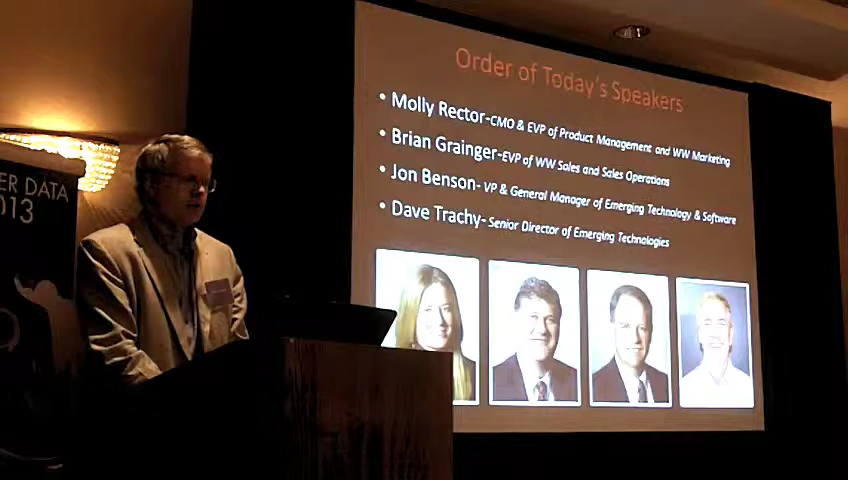 Order of Today's Speakers
• Molly Rector-CMO & EVP of Product Management and WW Marketing
• Brian Grainger-EVP of WW Sales and Sales Operations
• Jon Benson- VP & General Manager of Emerging Technology & Software
• Dave Trachy- Senior Director of Emerging Technologies
ER DATA
013